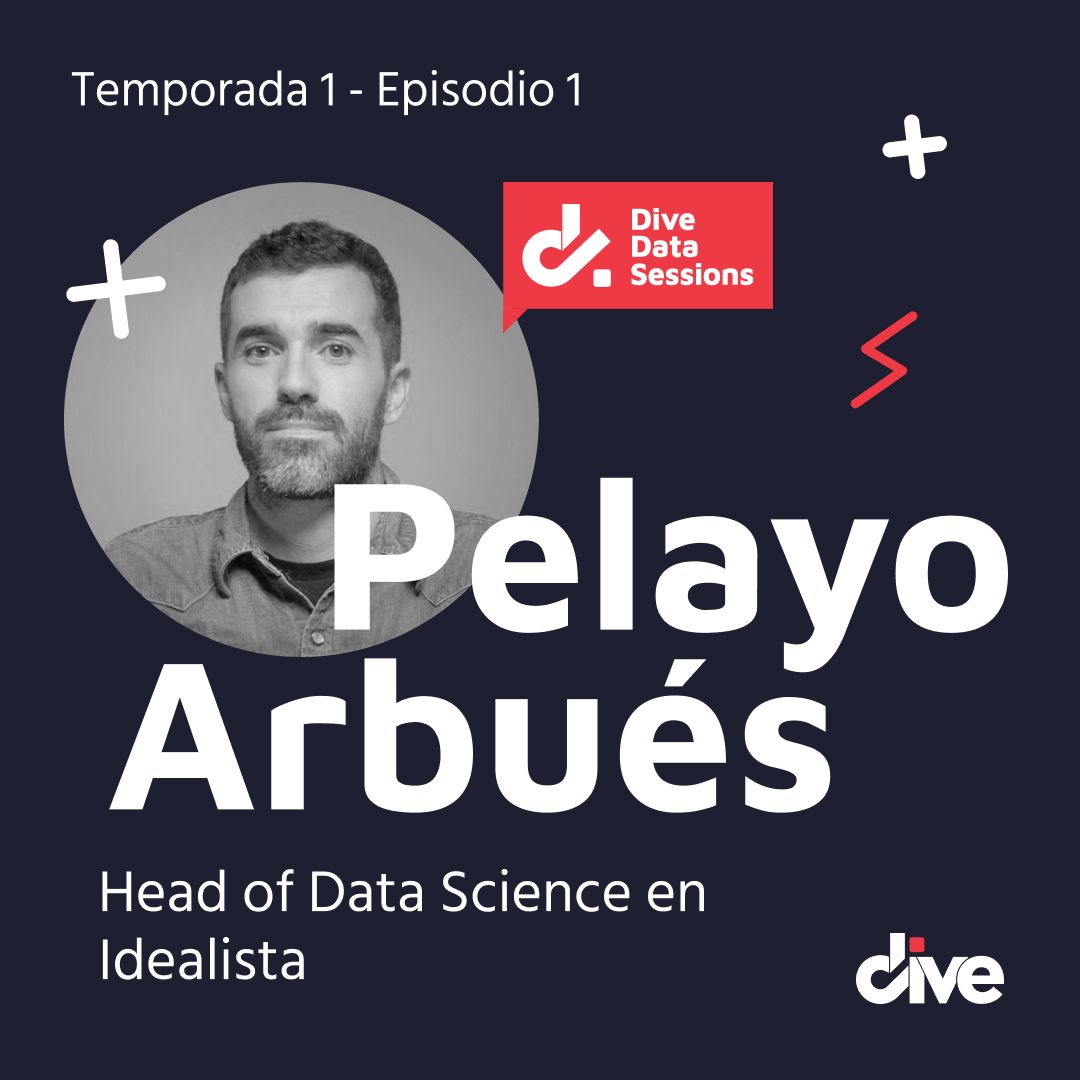 Temporada 1 - Episodio 1
Dive
Data
Sessions
Pelayo
Arbués
Head of Data Science en
Idealista
dive